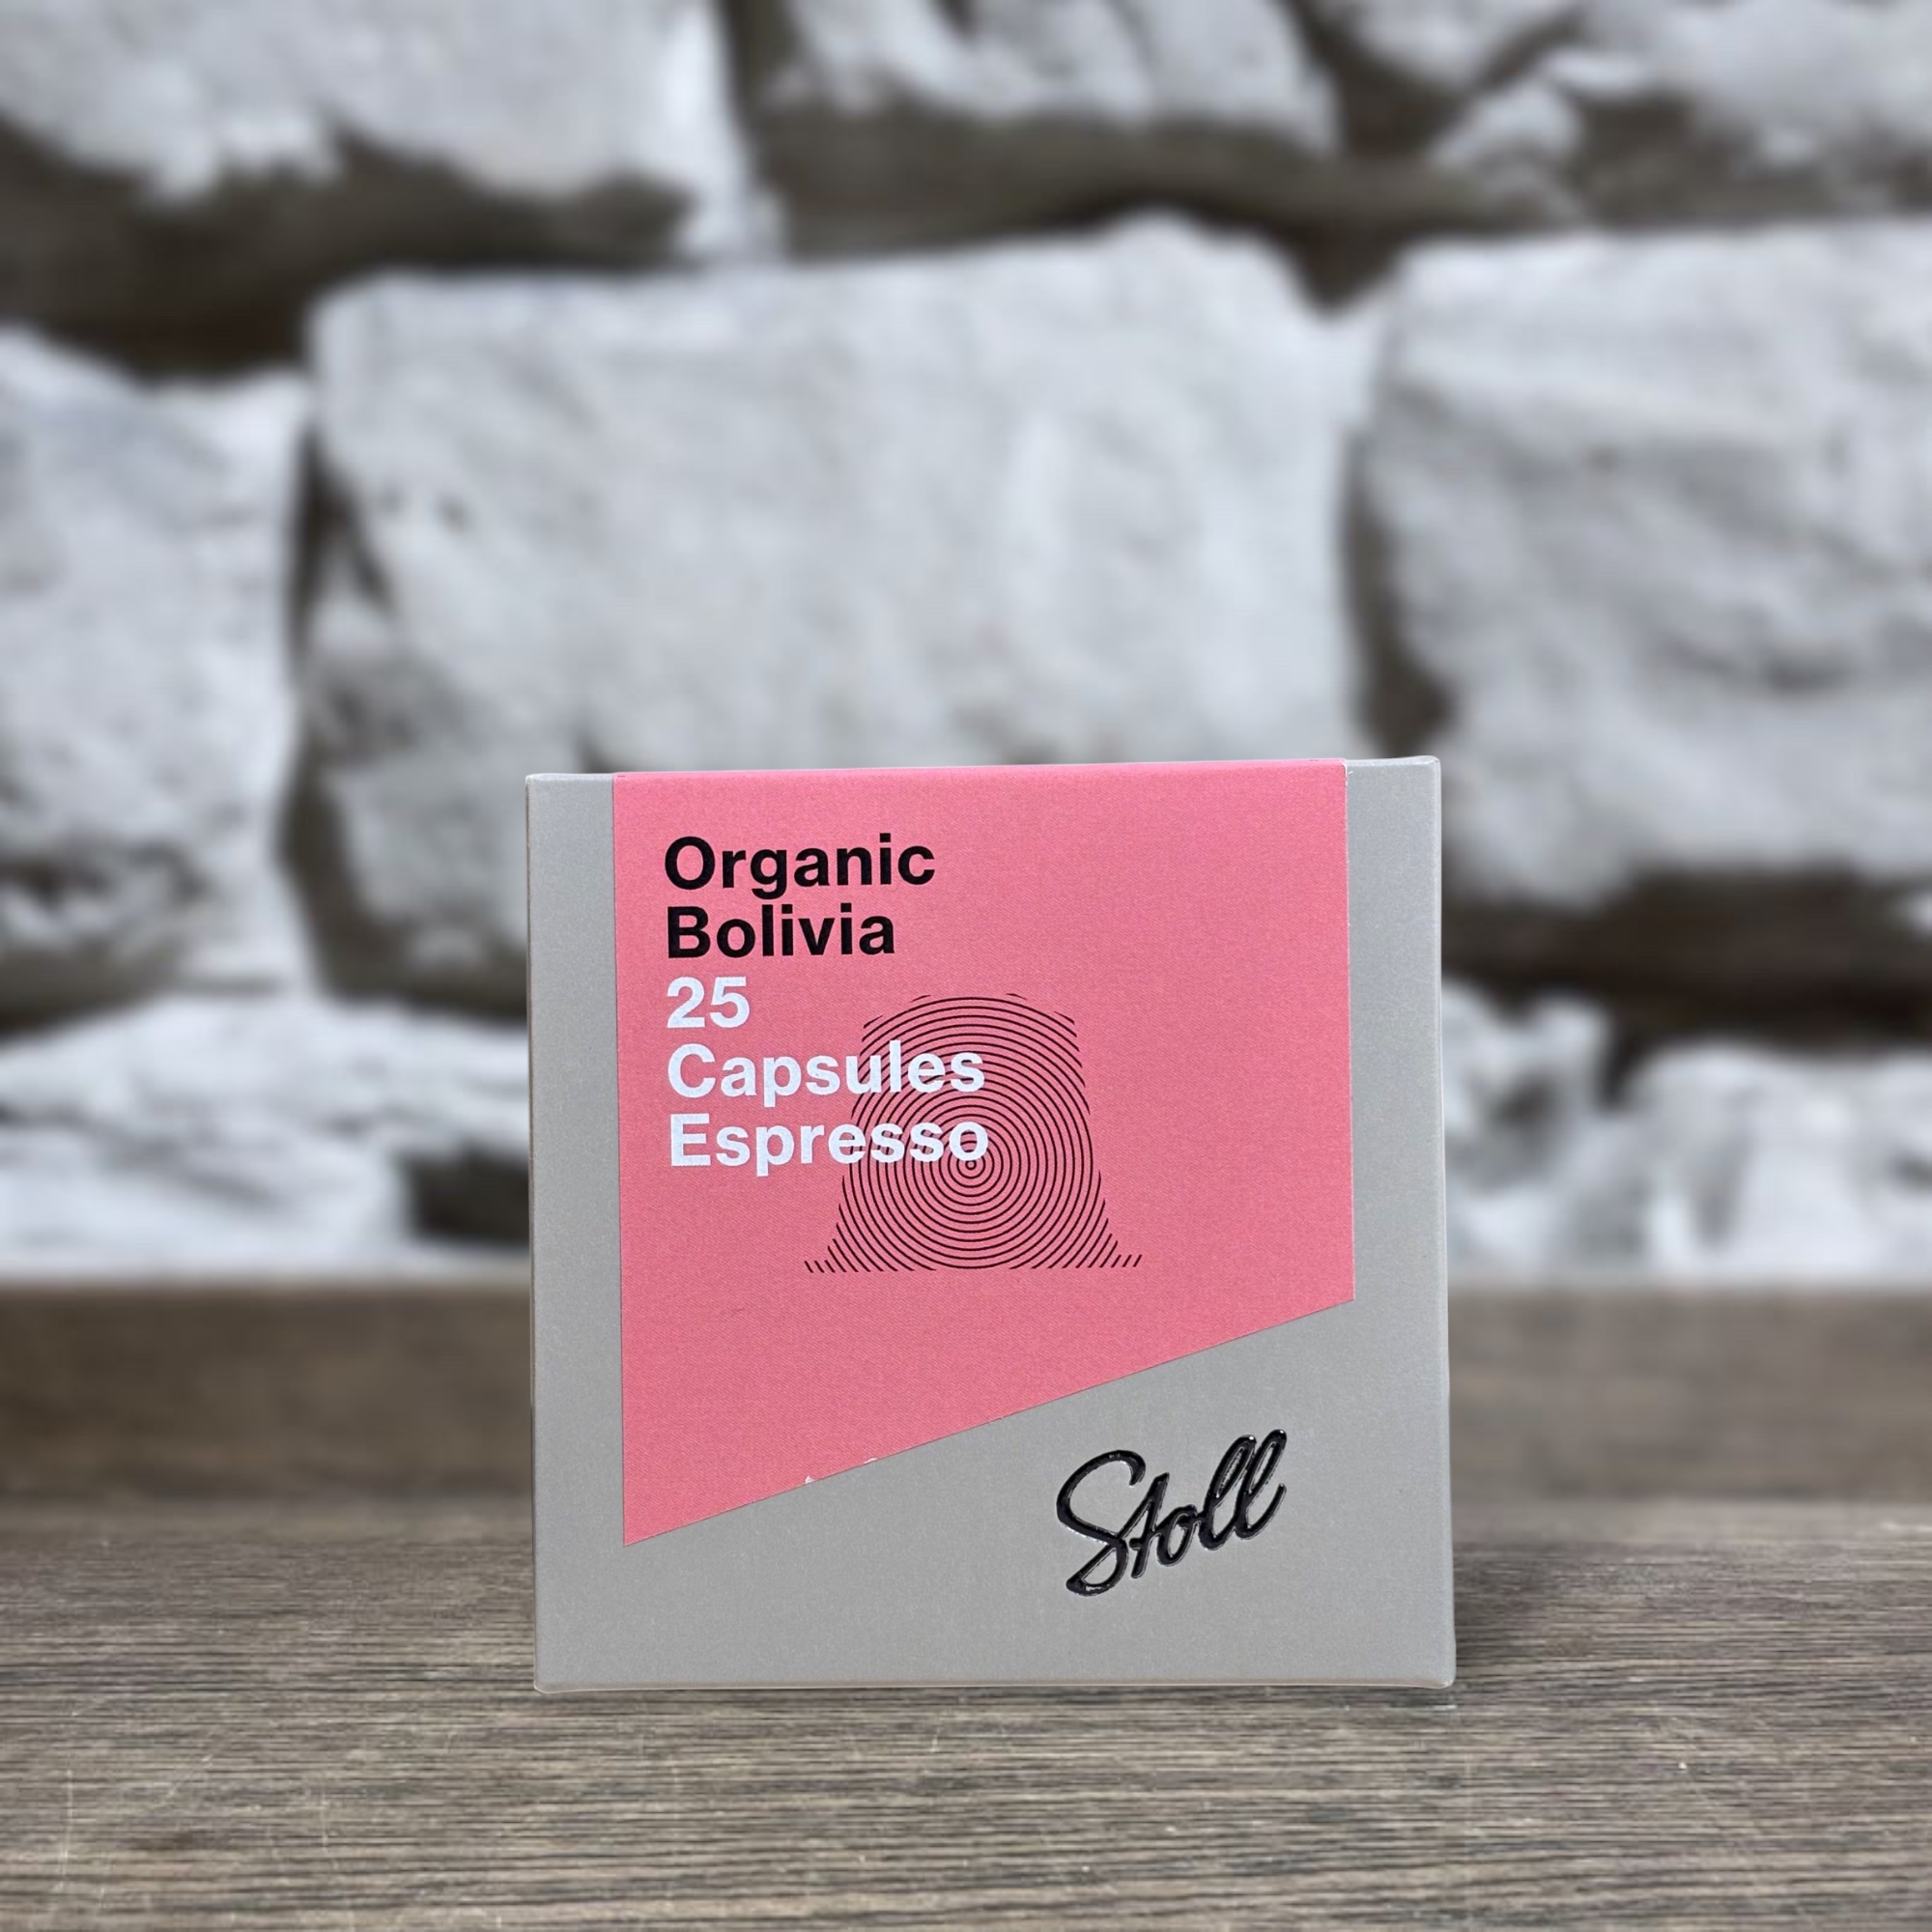 Organic
Bolivia
25
Capsules
Espresso
Stoll